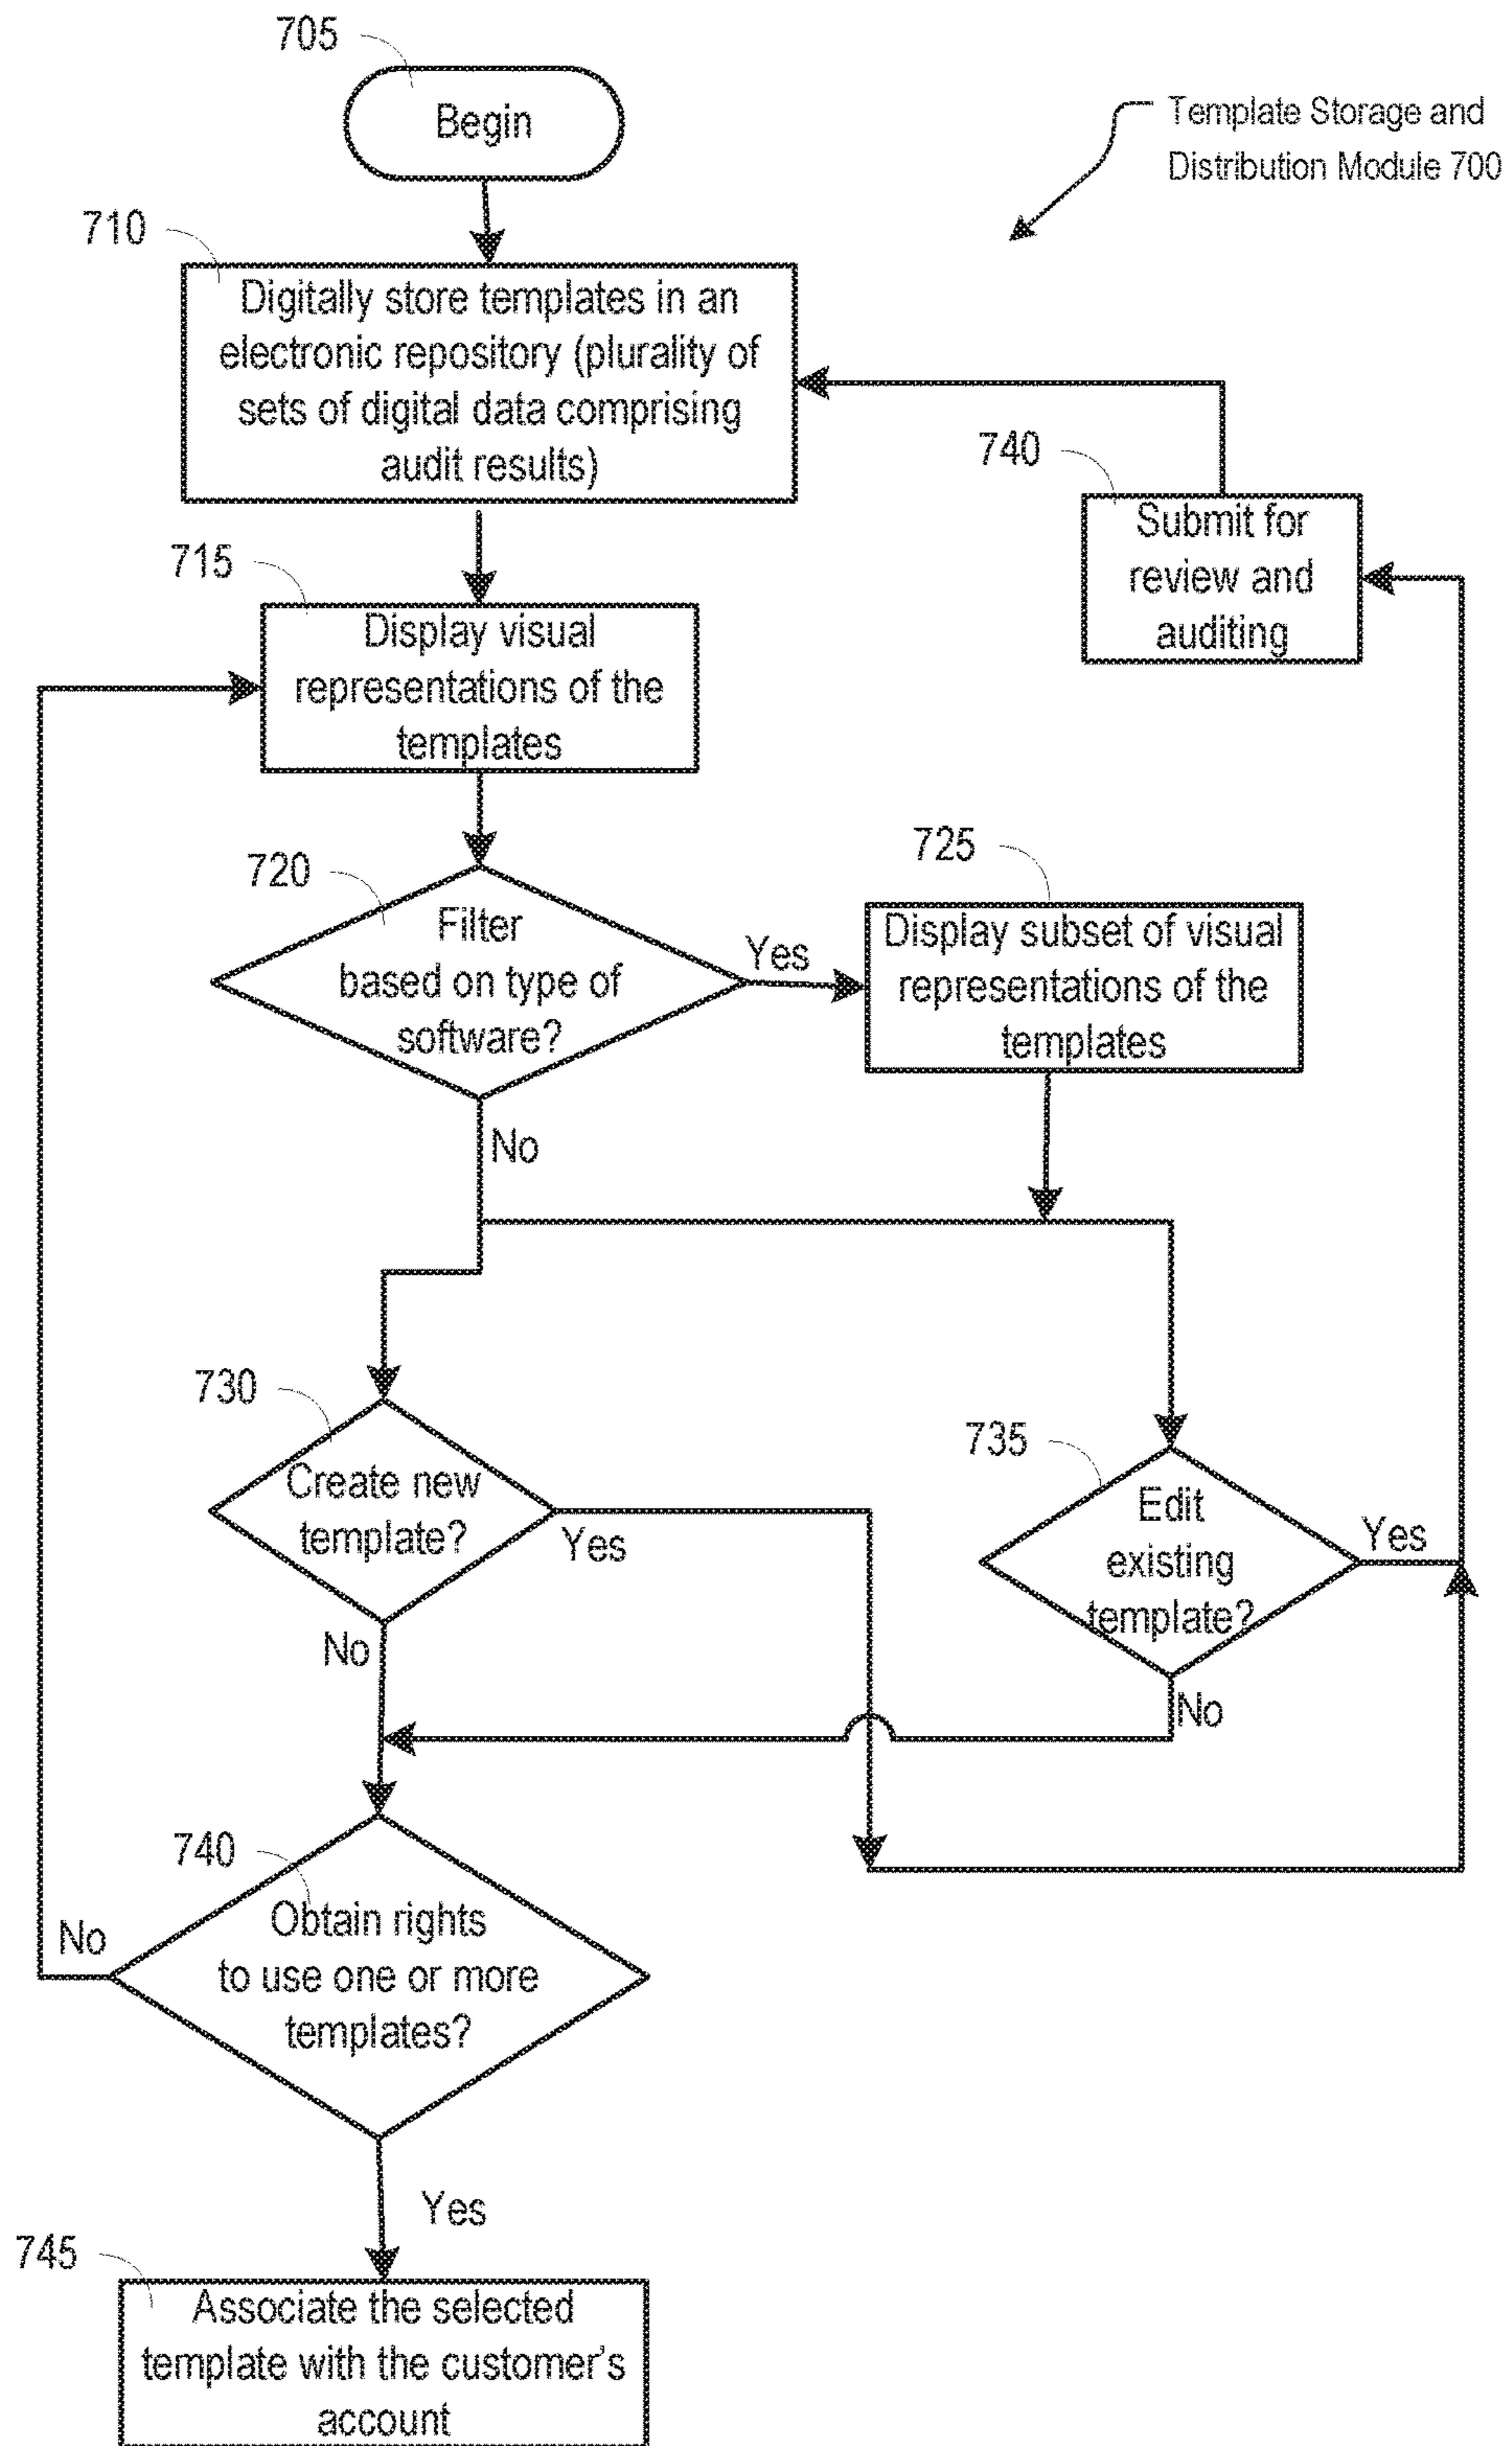 705
Begin
Template Storage and
Distribution Module 700
710
Digitally store templates in an
electronic repository (plurality of
sets of digital data comprising
audit results)
740
Submit for
review and
auditing
715
Display visual
representations of the
templates
720
Filter
based on type of
software?
Yes
No
725
Display subset of visual
representations of the
templates
730
Create new
template?
Yes
No
735
Edit
existing
template?
Yes
No
740
Obtain rights
to use one or more
templates?
No
Yes
745
Associate the selected
template with the customer's
account